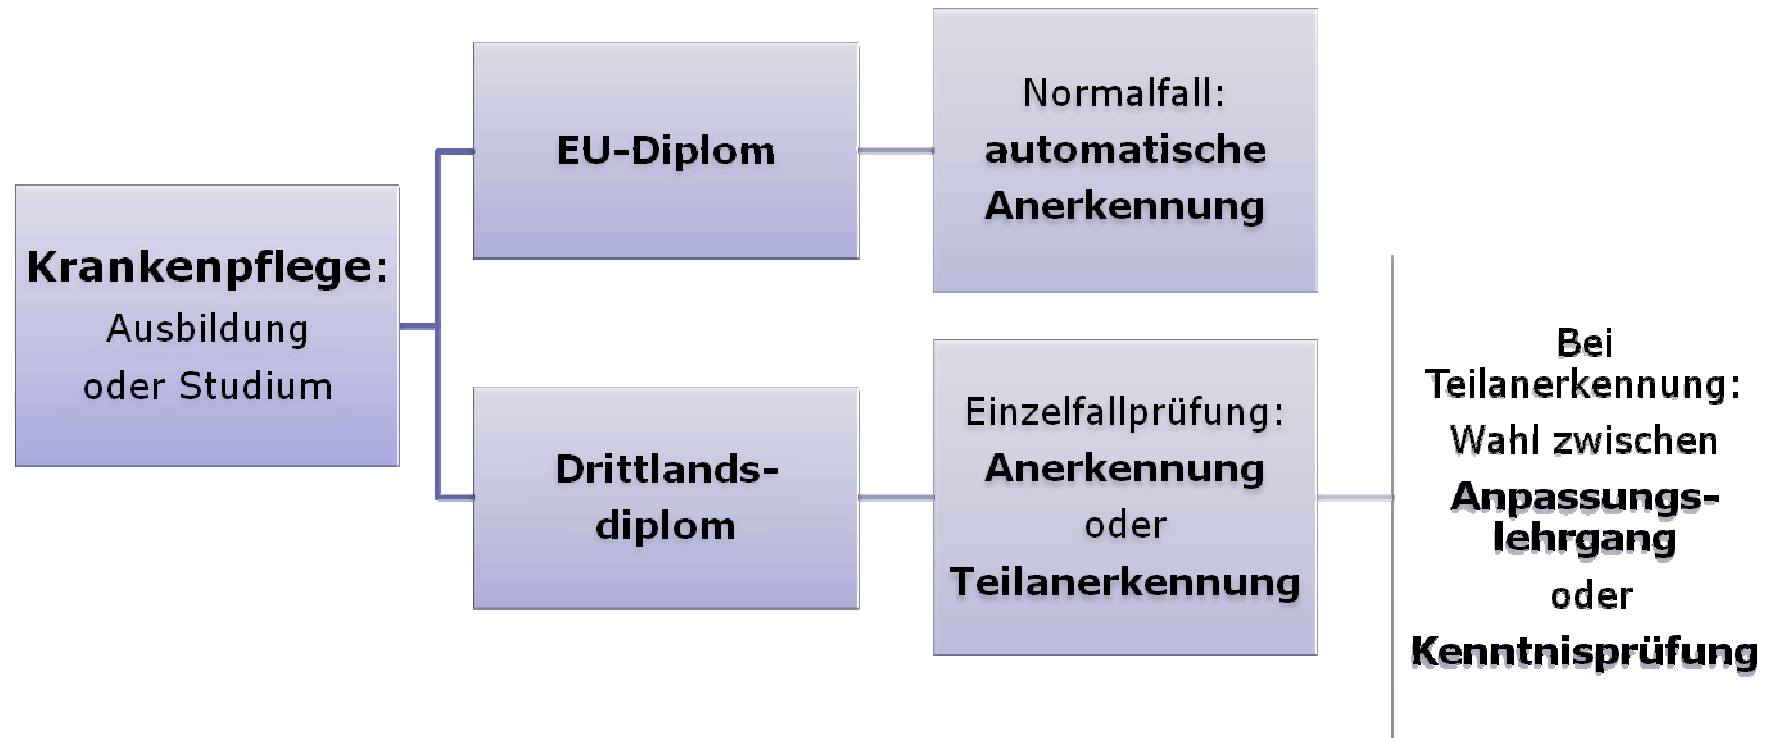 Krankenpflege:
Ausbildung
oder Studium
EU-Diplom
Normalfall:
automatische
Anerkennung
Drittlands-
diplom
Einzelfallprüfung:
Anerkennung
oder
Teilanerkennung
Bei
Teilanerkennung:
Wahl zwischen
Anpassungs-
lehrgang
oder
Kenntnisprüfung